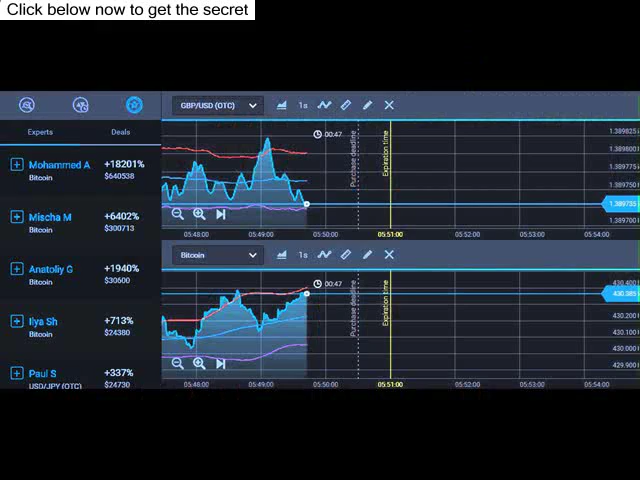 Click below now to get the secret
GBP/USD (OTC)
1s
Experts
Deals
Mohammed A
+18201%
Bitcoin
$640538
Mischa M
+6402%
Bitcoin
$300713
Anatoliy G
+1940%
Bitcoin
$30600
Ilya Sh
+713%
Bitcoin
$24380
Paul S
+337%
USD/JPY (OTC)
$24730
00:47
Purchase deadline
Expiration time
1.389825
1.389800
1.389775
1.389750
1.389735
1.389700
05:48:00
05:49:00
05:50:00
05:51:00
05:52:00
05:53:00
05:54:00
Bitcoin
1s
00:47
Purchase deadline
Expiration time
430.400
430.385
430.200
430.100
430.000
429.900
05:48:00
05:49:00
05:50:00
05:51:00
05:52:00
05:53:00
05:54:00